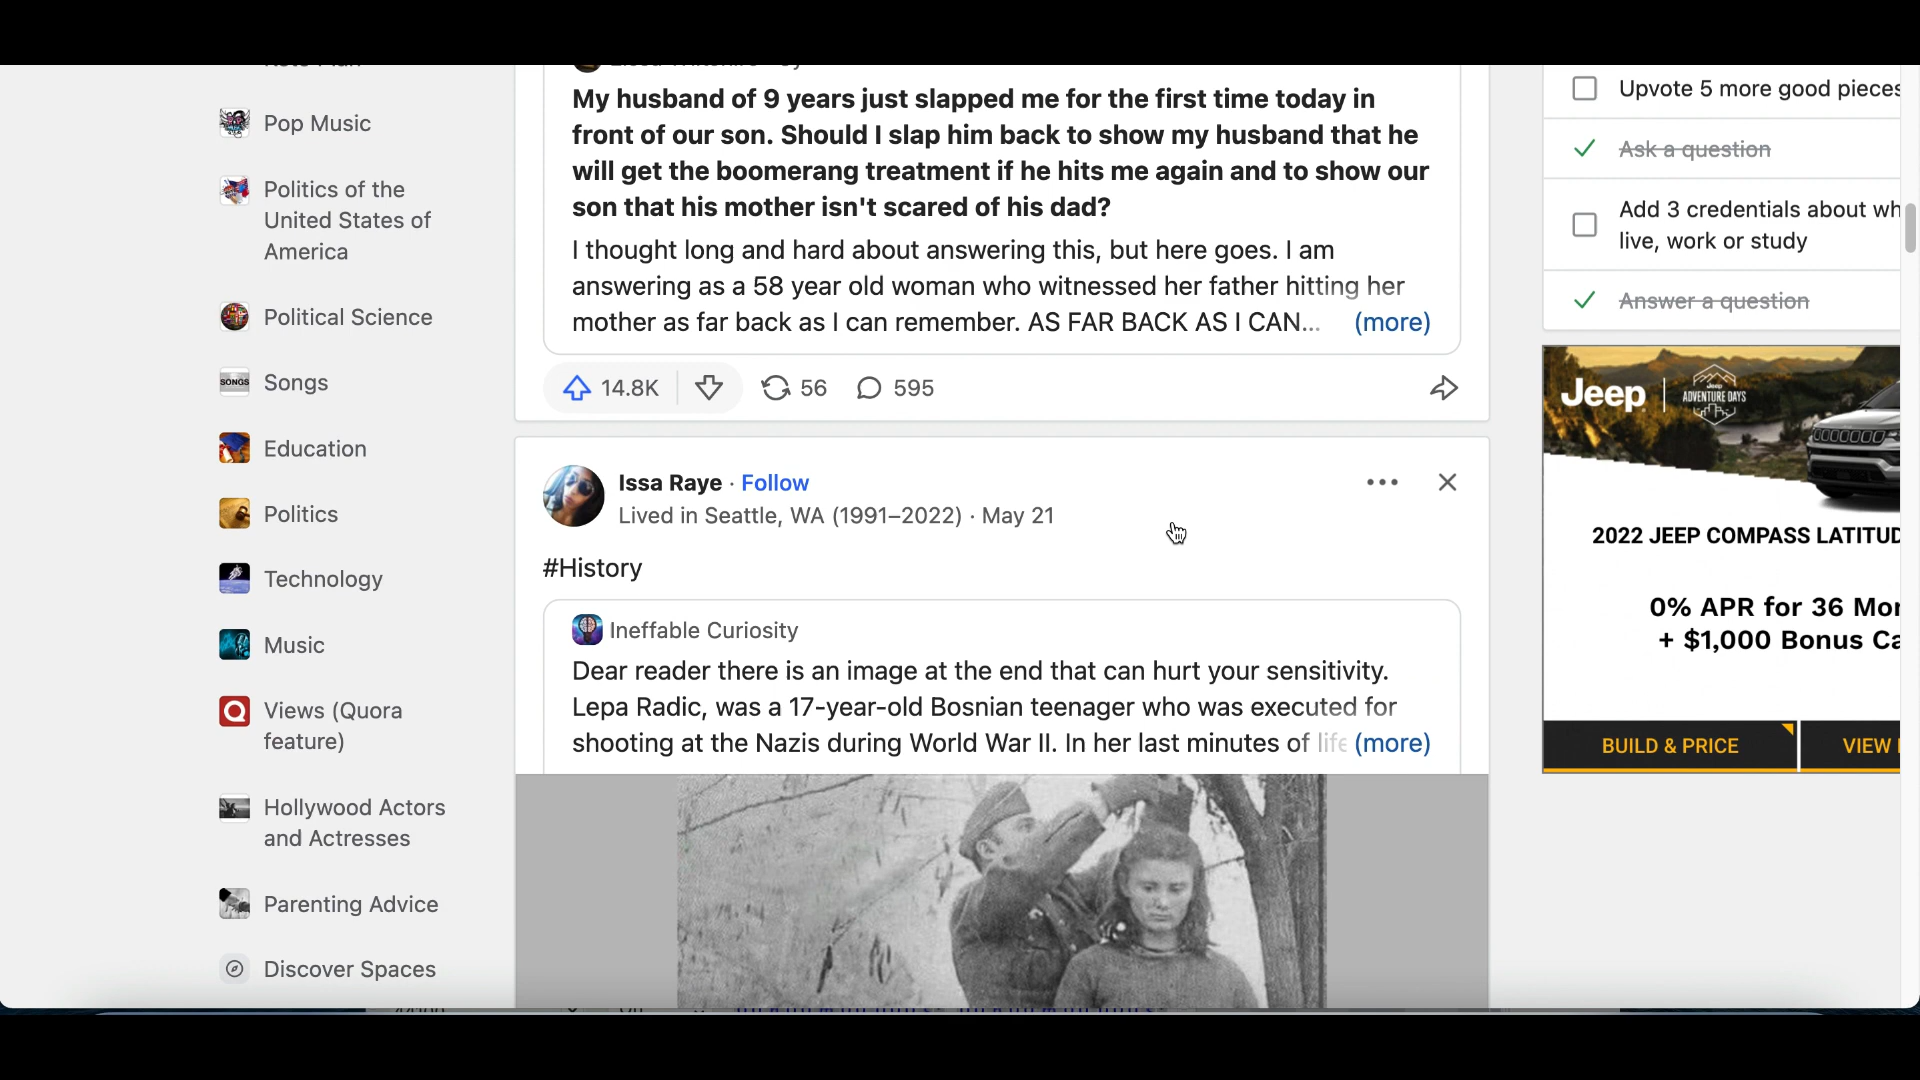 Pop Music
Politics of the
United States of
America
Political Science
Songs
SONGS
Education
Politics
Technology
Music
Views (Quora
feature)
Hollywood Actors
and Actresses
Parenting Advice
Discover Spaces
My husband of 9 years just slapped me for the first time today in
front of our son. Should I slap him back to show my husband that he
will get the boomerang treatment if he hits me again and to show our
son that his mother isn't scared of his dad?
I thought long and hard about answering this, but here goes. I am
answering as a 58 year old woman who witnessed her father hitting her
mother as far back as I can remember. AS FAR BACK AS I CAN... (more)
14.8K 56 595
Issa Raye · Follow
Lived in Seattle, WA (1991–2022) · May 21
#History
Ineffable Curiosity
Dear reader there is an image at the end that can hurt your sensitivity.
Lepa Radic, was a 17-year-old Bosnian teenager who was executed for
shooting at the Nazis during World War II. In her last minutes of life (more)
Upvote 5 more good pieces
Ask a question
Add 3 credentials about wh
live, work or study
Answer a question
Jeep
Jeep
ADVENTURE DAYS
2022 JEEP COMPASS LATITUD
0% APR for 36 Mor
+ $1,000 Bonus Ca
BUILD & PRICE
VIEW